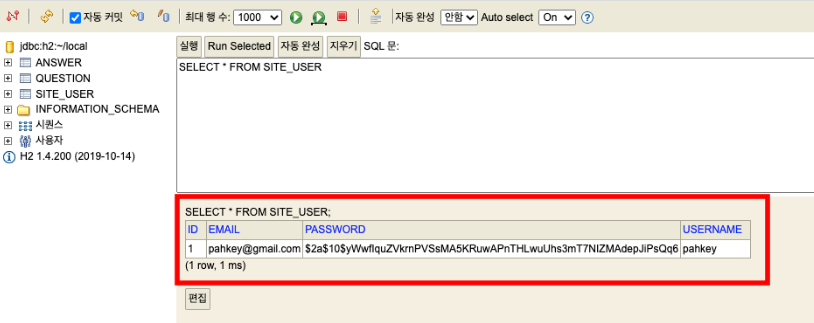 자동 커밋 최대 행 수: 1000 자동 완성 안함 Auto select On
jdbc:h2:~/local
ANSWER
QUESTION
SITE_USER
INFORMATION_SCHEMA
시퀀스
사용자
H2 1.4.200 (2019-10-14)
실행 Run Selected 자동 완성 지우기 SQL 문:
SELECT * FROM SITE_USER
SELECT * FROM SITE_USER;
ID EMAIL PASSWORD USERNAME
1 pahkey@gmail.com $2a$10$yWwflquZVkrnPVSsMA5KRuwAPnTHLwuUhs3mT7NIZMAdepJiPsQq6 pahkey
(1 row, 1 ms)
편집